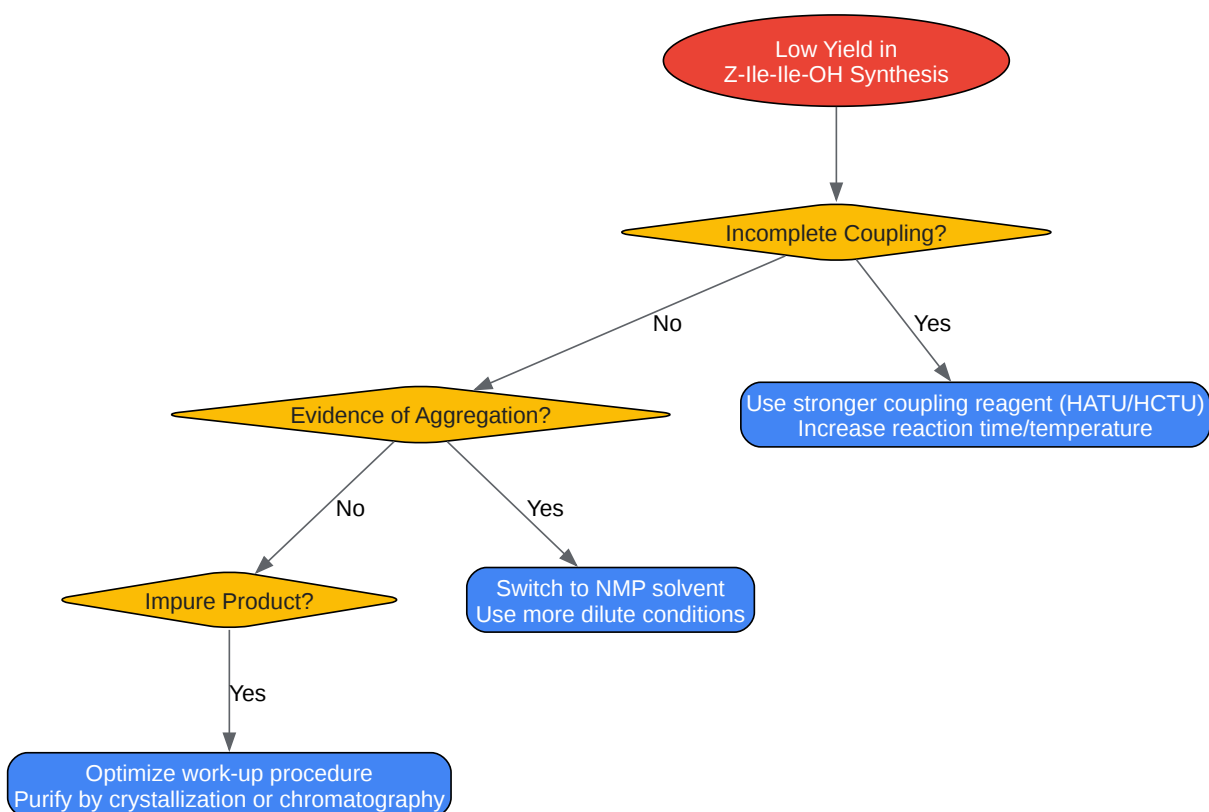 Low Yield in
Z-Ile-Ile-OH Synthesis
Incomplete Coupling?
No
Yes
Evidence of Aggregation?
Use stronger coupling reagent (HATU/HCTU)
Increase reaction time/temperature
No
Yes
Impure Product?
Switch to NMP solvent
Use more dilute conditions
Yes
Optimize work-up procedure
Purify by crystallization or chromatography